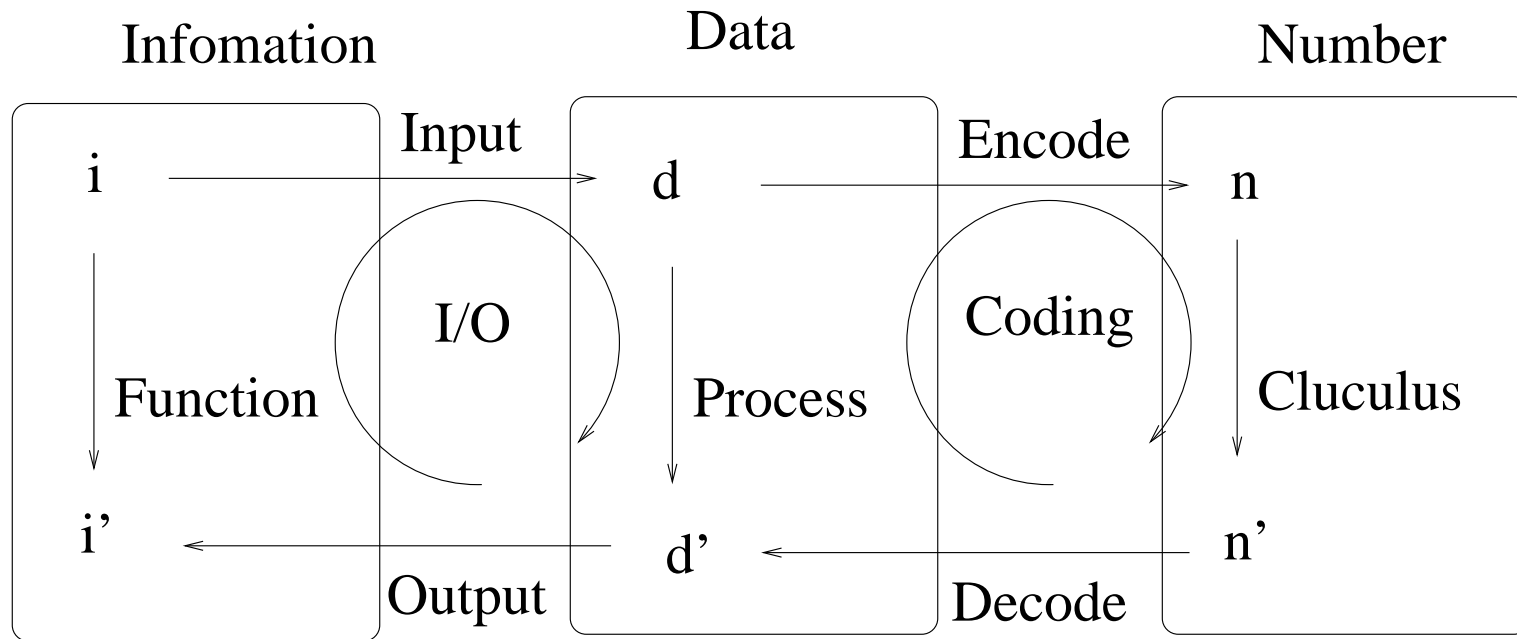 Infomation
Data
Number
Input
Encode
i
d
n
I/O
Coding
Function
Process
Cluculus
i’
d’
n’
Output
Decode